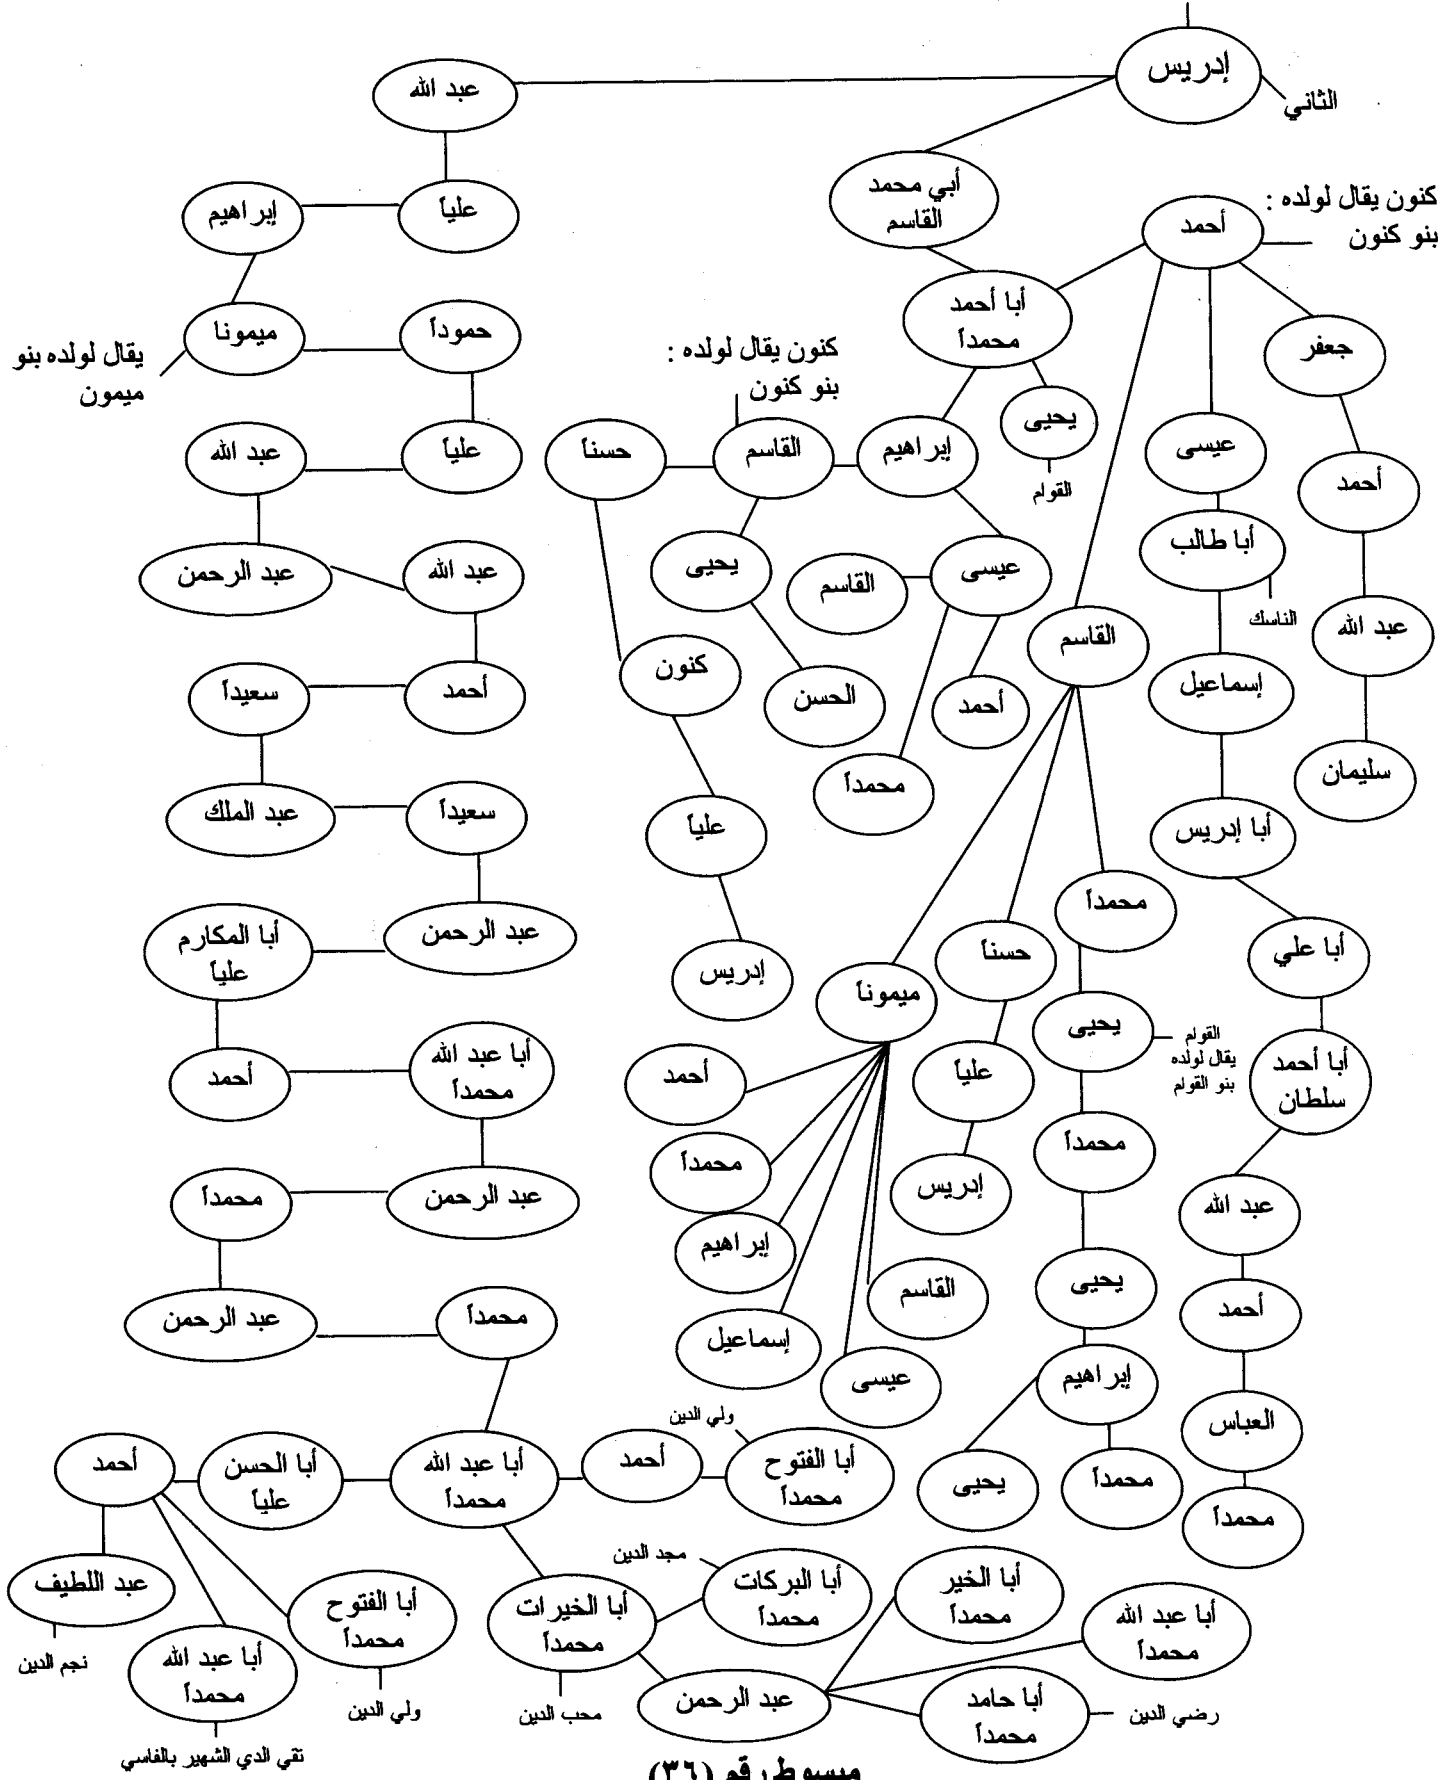 إدريس
الثاني
عبد الله
علياً
إبراهيم
ميمونا
يقال لولده بنو
ميمون
حموداً
علياً
عبد الله
عبد الرحمن
عبد الله
أحمد
سعيداً
عبد الملك
سعيداً
عبد الرحمن
أبا المكارم
علياً
أحمد
أبا عبد الله
محمداً
عبد الرحمن
محمداً
عبد الرحمن
محمداً
أبا عبد الله
محمداً
أبا الحسن
علياً
أحمد
عبد اللطيف
نجم الدين
أبا عبد الله
محمداً
تقي الدي الشهير بالفاسي
أبا الفتوح
محمداً
ولي الدين
أحمد
أبا الفتوح
محمداً
ولي الدين
أبا الخيرات
محمداً
محب الدين
أبا البركات
محمداً
مجد الدين
عبد الرحمن
أبا الخير
محمداً
أبا عبد الله
محمداً
أبا حامد
محمداً
رضي الدين
أبي محمد
القاسم
أبا أحمد
محمداً
يحيى
القوام
إبراهيم
القاسم
كنون يقال لولده :
بنو كنون
حسناً
كنون
علياً
إدريس
يحيى
الحسن
عيسى
القاسم
أحمد
محمداً
أحمد
كنون يقال لولده :
بنو كنون
جعفر
أحمد
عبد الله
سليمان
عيسى
أبا طالب
الناسك
إسماعيل
أبا إدريس
أبا علي
أبا أحمد
سلطان
عبد الله
أحمد
العباس
محمداً
القاسم
محمداً
يحيى
القوام
يقال لولده
بنو القوام
محمداً
يحيى
إبراهيم
محمداً
يحيى
حسناً
علياً
إدريس
ميموناً
أحمد
محمداً
إبراهيم
إسماعيل
عيسى
القاسم
مبسوط رقم (٣٦)